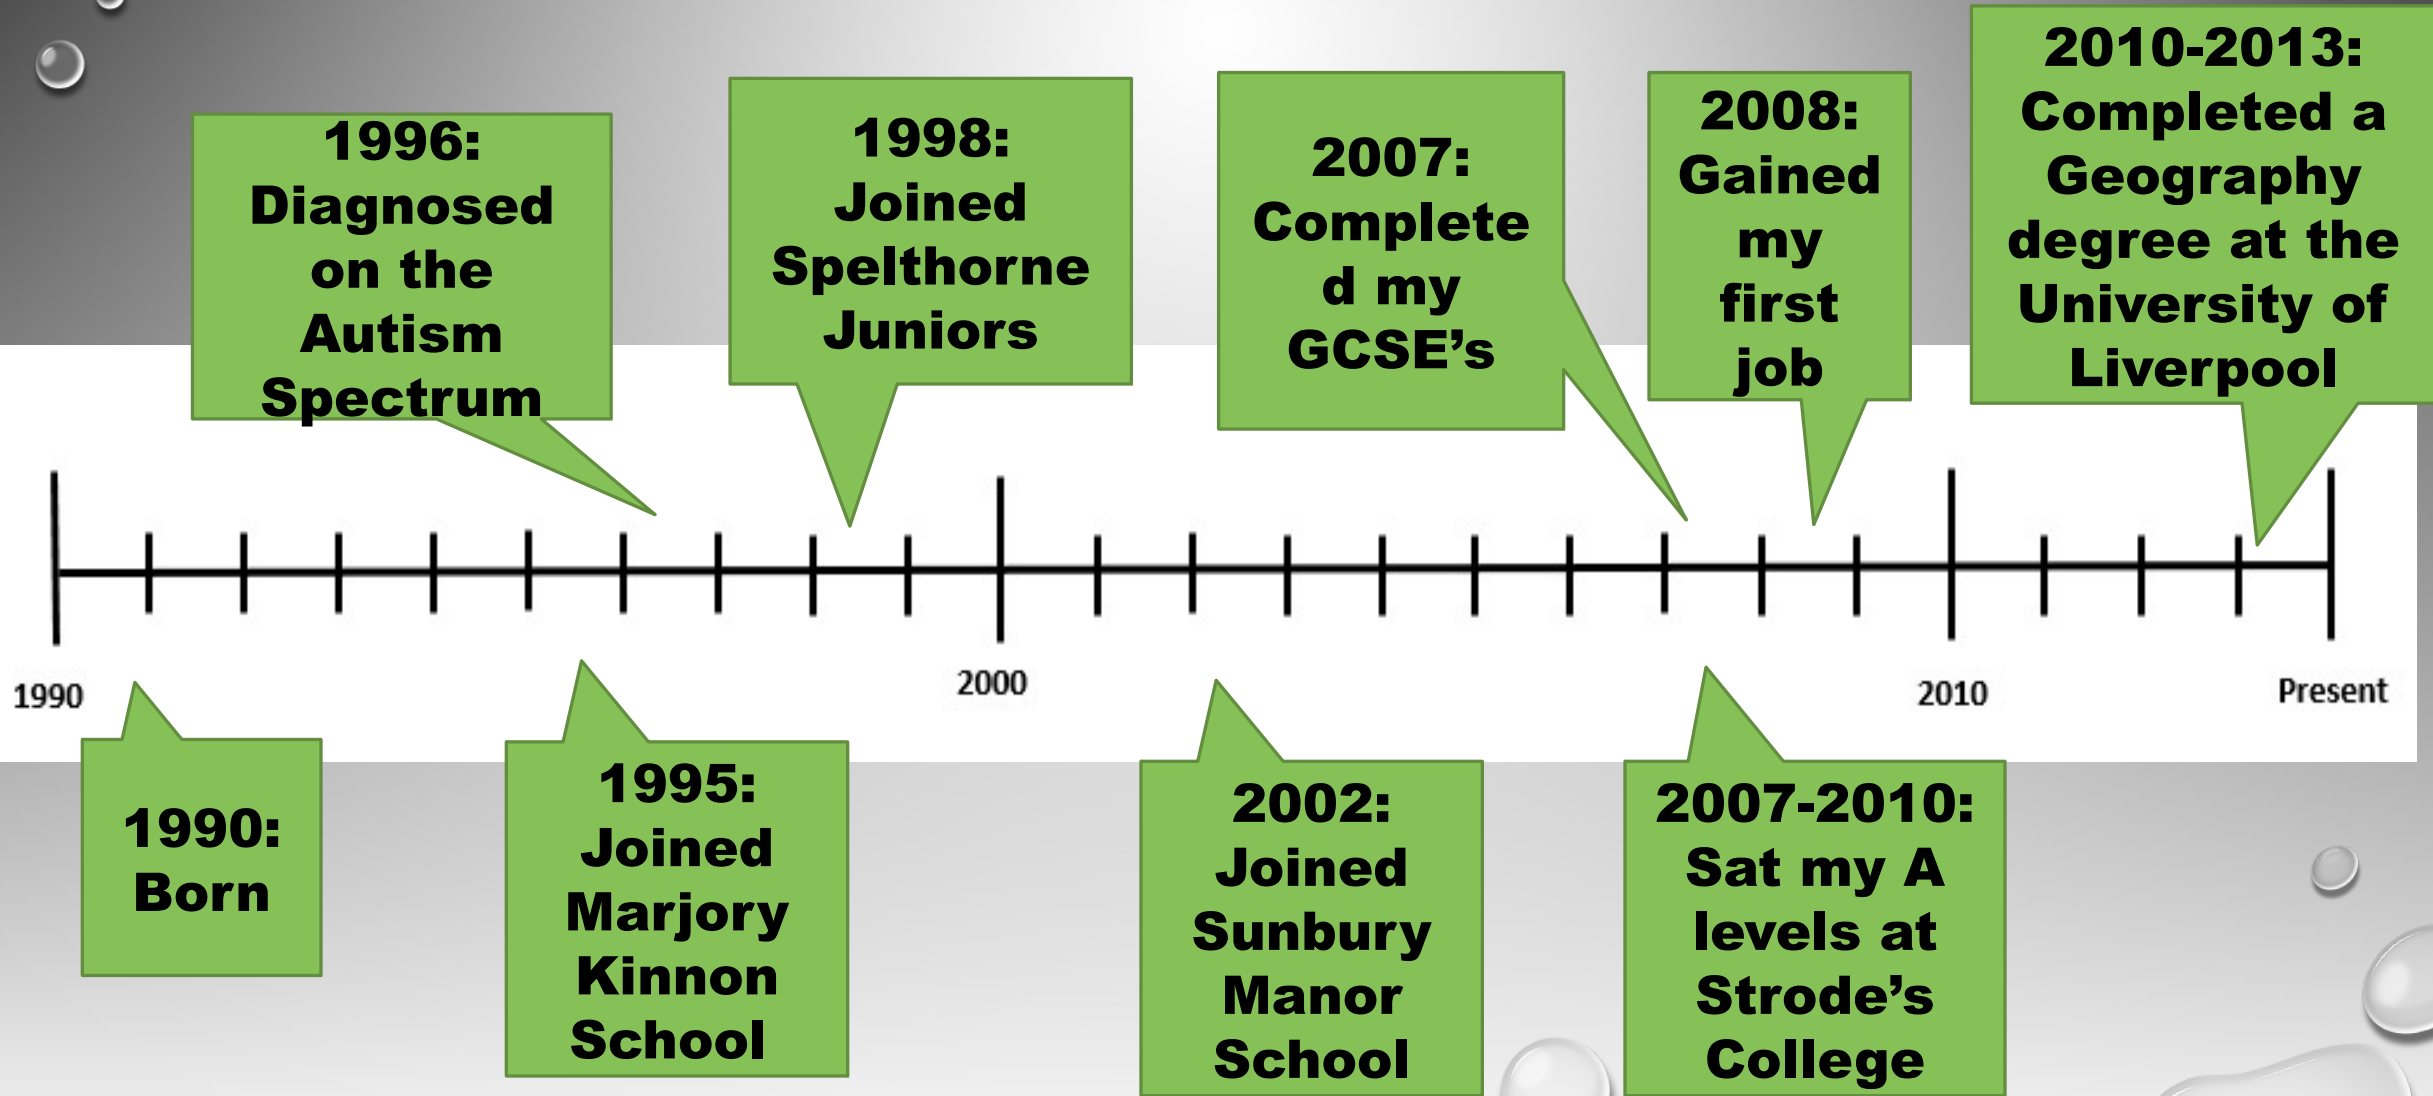 1996:
Diagnosed
on the
Autism
Spectrum
1998:
Joined
Spelthorne
Juniors
2007:
Complete
d my
GCSE’s
2008:
Gained
my
first
job
2010-2013:
Completed a
Geography
degree at the
University of
Liverpool
1990
2000
2010
Present
1990:
Born
1995:
Joined
Marjory
Kinnon
School
2002:
Joined
Sunbury
Manor
School
2007-2010:
Sat my A
levels at
Strode’s
College